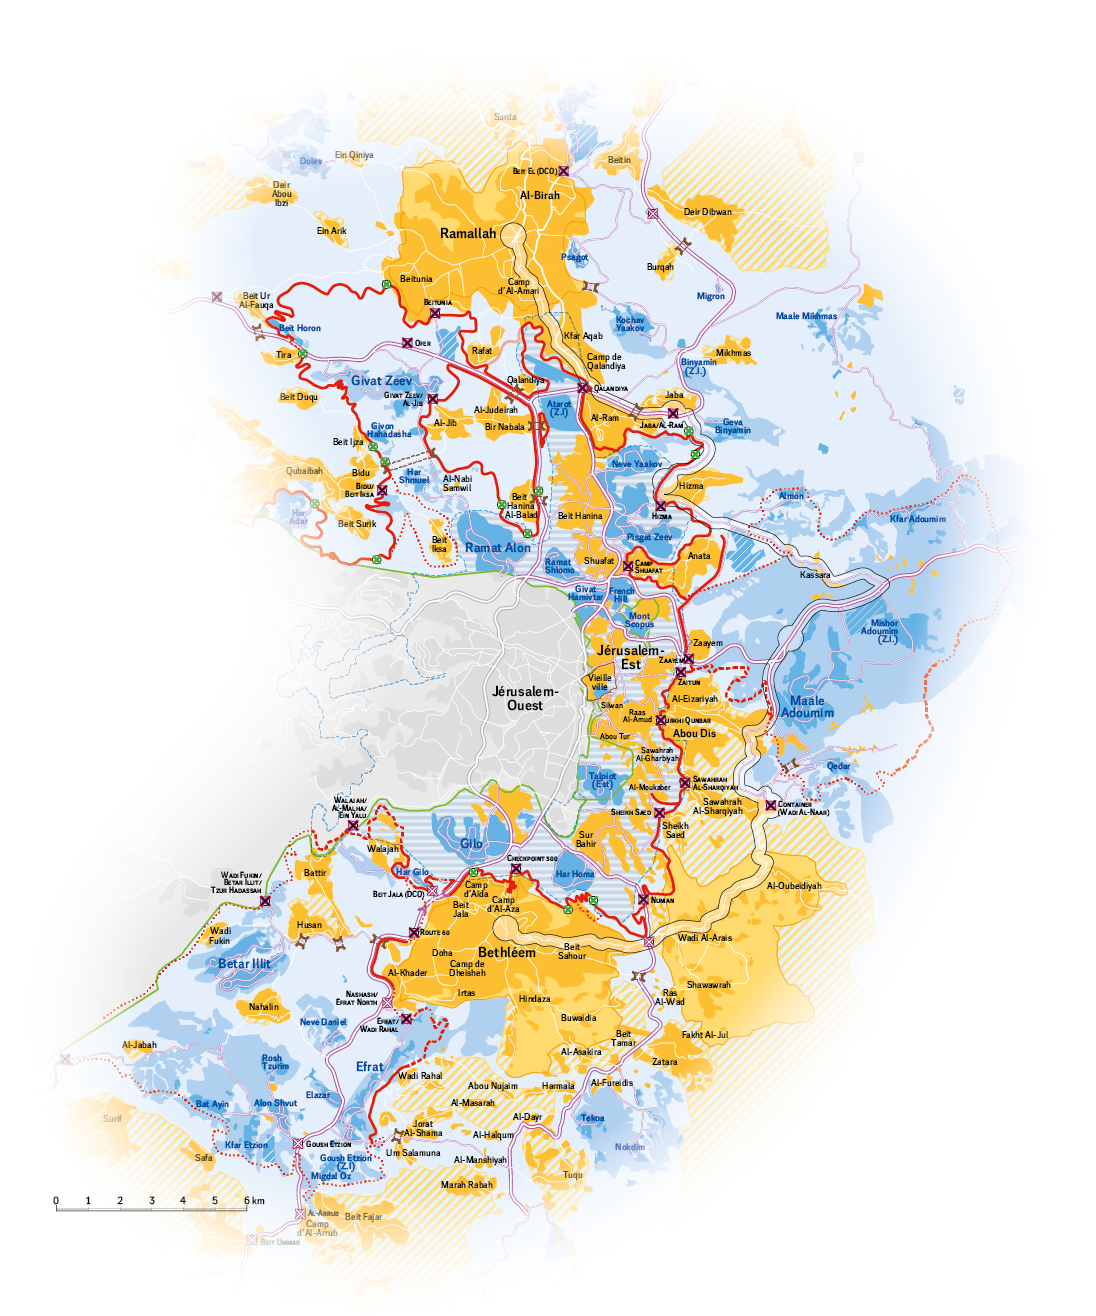 Surda
Dolev
Ein Qiniya
Beit El (DCO)
Beitin
Deir
Abou
Ibzi
Al-Birah
Deir Dibwan
Ein Arik
Ramallah
Psagot
Burqah
Beitunia
Camp
d'Al-Amari
Beit Ur
Al-Fauqa
Beitunia
Migron
Beit Horon
Kochav
Yaakov
Maale Mikhmas
Ofer
Kfar Aqab
Tira
Rafat
Camp de
Qalandiya
Mikhmas
Binyamin
(Z.I.)
Givat Zeev
Qalandiya
Qalandiya
Beit Duqu
Givat Zeev/
Al-Jib
Jaba
Atarot
(Z.I)
Al-Judeirah
Al-Ram
Jaba/Al-Ram
Geva
Binyamin
Al-Jib
Bir Nabala
Givon
Hahadasha
Beit Ijza
Qubaibah
Bidu
Har
Shmuel
Al-Nabi
Samwil
Neve Yaakov
Bidu/
Beit Iksa
Hizma
Almon
Har
Adar
Beit
Hanina
Al-Balad
Beit Hanina
Hizma
Kfar Adoumim
Beit Surik
Beit
Iksa
Ramat Alon
Pisgat Zeev
Anata
Ramat
Shlomo
Shuafat
Camp
Shuafat
Kassara
Givat
Hamivtar
French
Hill
Mont
Scopus
Mishor
Adoumim
(Z.I.)
Jérusalem-
Est
Zaayem
Zaayem
Zaitun
Vieille
ville
Jérusalem-
Ouest
Al-Eizariyah
Maale
Adoumim
Silwan
Raas
Al-Amud
Surkhi Qunbar
Abou Tur
Abou Dis
Sawahrah
Al-Gharbiyah
Qedar
Talpiot
(Est)
Al-Moukaber
Sawahrah
Al-Sharqiyah
Sawahrah
Al-Sharqiyah
Container
(Wadi Al-Naar)
Walajah/
Al-Malha/
Ein Yalu
Sheikh Saed
Sheikh
Saed
Walajah
Gilo
Sur
Bahir
Checkpoint 300
Battir
Har Gilo
Har Homa
Wadi Fukin/
Betar Illit/
Tzur Hadassah
Al-Oubeidiyah
Beit Jala (DCO)
Camp
d'Aida
Camp
d'Al-Aza
Numan
Beit
Jala
Husan
Wadi
Fukin
Route 60
Wadi Al-Arais
Bethléem
Beit
Sahour
Doha
Betar Illit
Camp de
Dheisheh
Al-Khader
Shawawrah
Nahalin
Nashash/
Efrat North
Irtas
Hindaza
Ras
Al-Wad
Neve Daniel
Efrat/
Wadi Rahal
Buwaidia
Fakht Al-Jul
Al-Jabah
Beit
Tamar
Al-Asakira
Zatara
Rosh
Tzurim
Efrat
Wadi Rahal
Abou Nujaim
Harmala
Al-Fureidis
Elazar
Bat Ayin
Alon Shvut
Al-Masarah
Surif
Al-Dayr
Tekoa
Jorat
Al-Shama
Al-Halqum
Kfar Etzion
Goush Etzion
Nokdim
Safa
Um Salamuna
Al-Manshiyah
Goush Etzion
(Z.I)
Migdal Oz
Tuqu
Marah Rabah
0 1 2 3 4 5 6 km
Al-Arrub
Camp
d'Al-Arrub
Beit Fajar
Beit Ummar